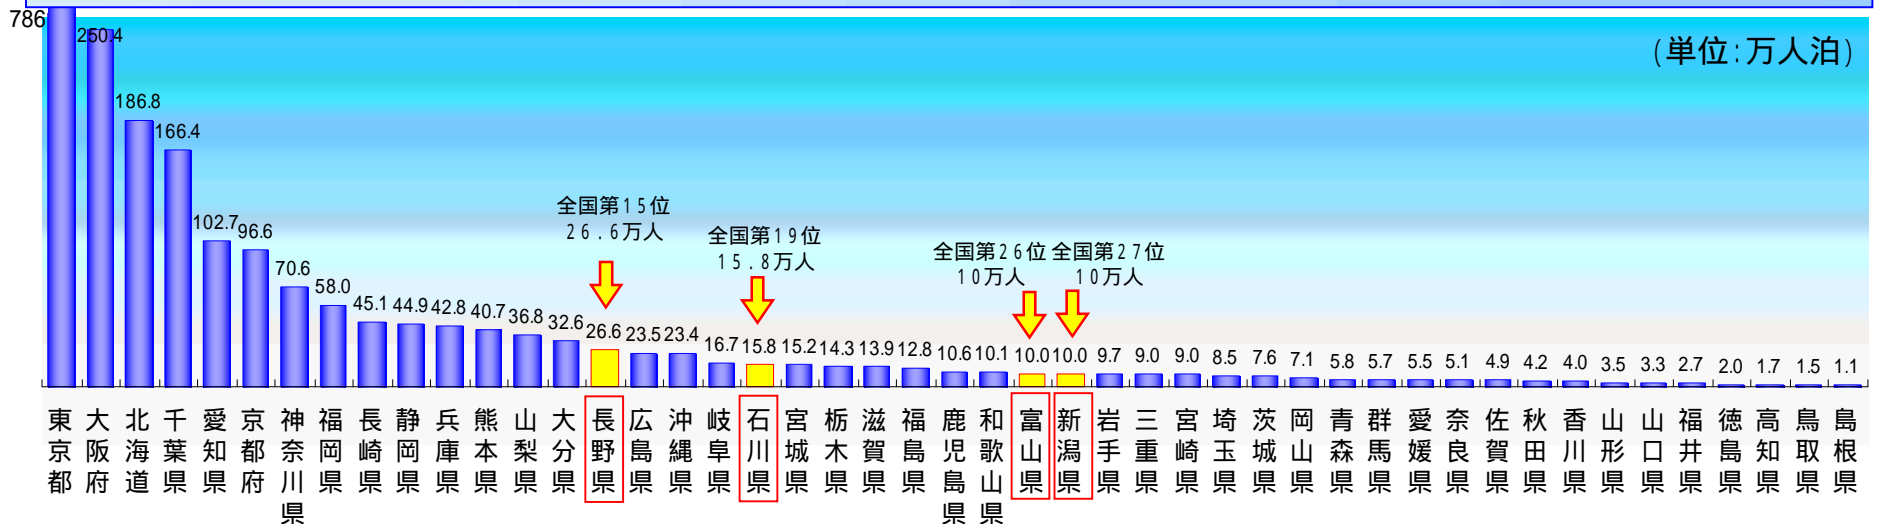 786
250.4
(単位:万人泊)
186.8
166.4
102.7
96.6
70.6
58.0
45.1
44.9
42.8
40.7
36.8
32.6
全国第15位
26.6万人
26.6
23.5
23.4
16.7
全国第19位
15.8万人
15.8
15.2
14.3
13.9
12.8
10.6
10.1
全国第26位
10万人
10.0
全国第27位
10万人
10.0
9.7
9.0
9.0
8.5
7.6
7.1
5.8
5.7
5.5
5.1
4.9
4.2
4.0
3.5
3.3
2.7
2.0
1.7
1.5
1.1
東京都
大阪府
北海道
千葉県
愛知県
京都府
神奈川県
福岡県
長崎県
静岡県
兵庫県
熊本県
山梨県
大分県
長野県
広島県
沖縄県
岐阜県
石川県
宮城県
栃木県
滋賀県
福島県
鹿児島県
和歌山県
富山県
新潟県
岩手県
三重県
宮崎県
埼玉県
茨城県
岡山県
青森県
群馬県
愛媛県
奈良県
佐賀県
秋田県
香川県
山形県
山口県
福井県
徳島県
高知県
鳥取県
島根県